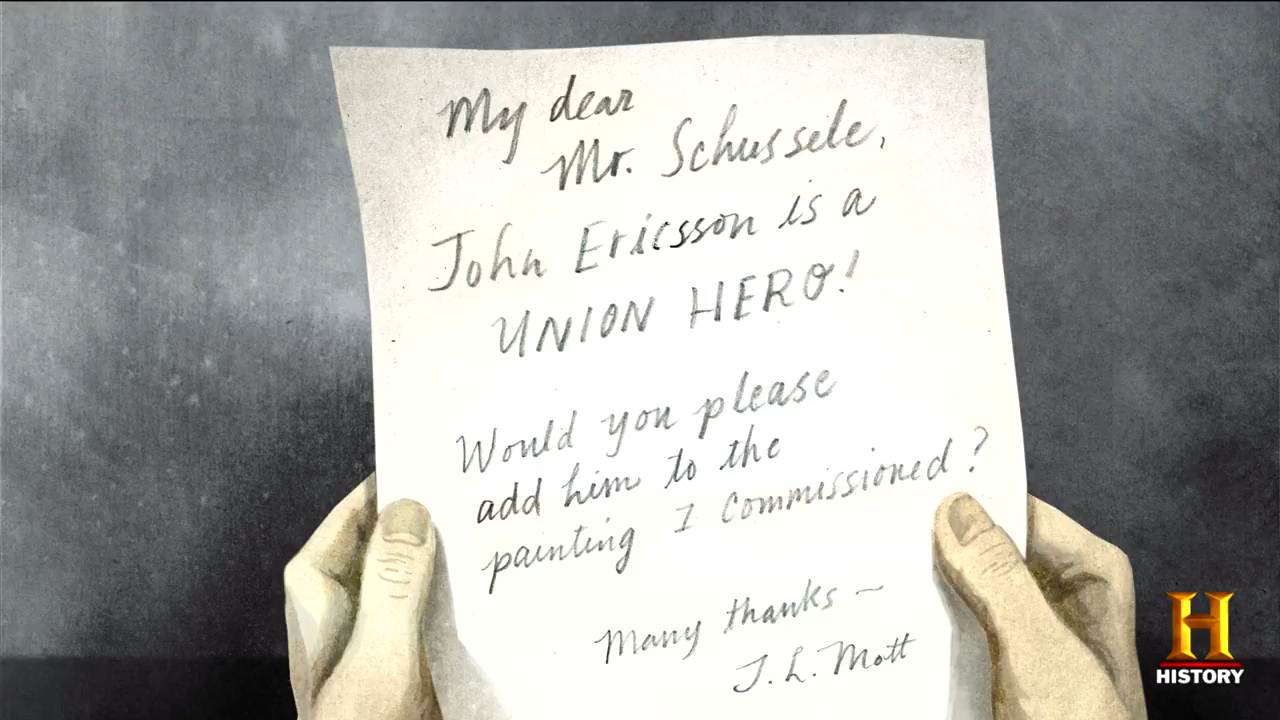 My dear
Mr. Schussele,
John Ericsson is a
UNION HERO!
Would you please
add him to the
painting I commissioned?
Many thanks —
J. L. Mott
H
HISTORY